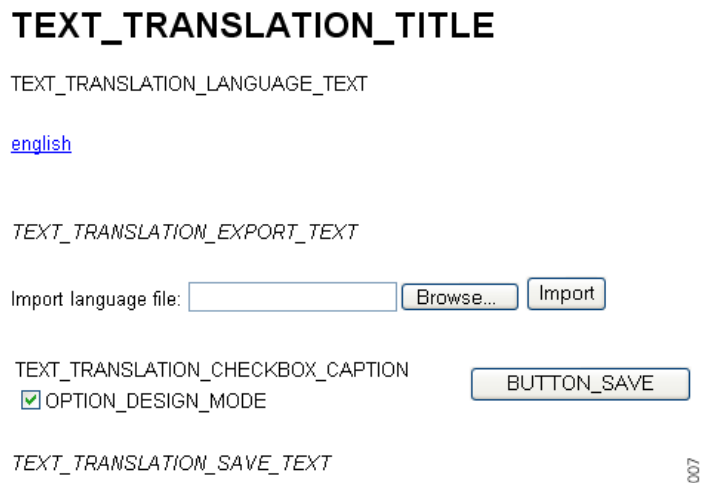 TEXT_TRANSLATION_TITLE
TEXT_TRANSLATION_LANGUAGE_TEXT
english
TEXT_TRANSLATION_EXPORT_TEXT
Import language file: Browse... Import
TEXT_TRANSLATION_CHECKBOX_CAPTION
BUTTON_SAVE
OPTION_DESIGN_MODE
TEXT_TRANSLATION_SAVE_TEXT
007